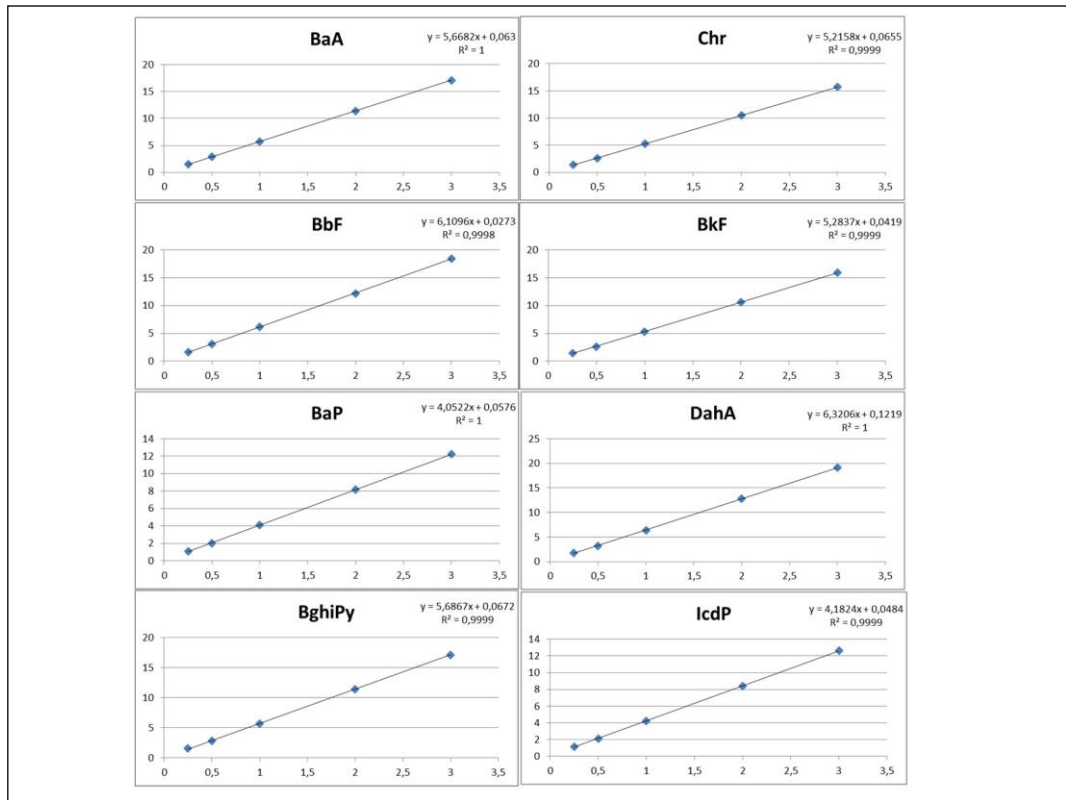 BaA
y = 5,6682x + 0,063
R² = 1
20
15
10
5
0
0 0,5 1 1,5 2 2,5 3 3,5
Chr
y = 5,2158x + 0,0655
R² = 0,9999
20
15
10
5
0
0 0,5 1 1,5 2 2,5 3 3,5
BbF
y = 6,1096x + 0,0273
R² = 0,9998
20
15
10
5
0
0 0,5 1 1,5 2 2,5 3 3,5
BkF
y = 5,2837x + 0,0419
R² = 0,9999
20
15
10
5
0
0 0,5 1 1,5 2 2,5 3 3,5
BaP
y = 4,0522x + 0,0576
R² = 1
14
12
10
8
6
4
2
0
0 0,5 1 1,5 2 2,5 3 3,5
DahA
y = 6,3206x + 0,1219
R² = 1
25
20
15
10
5
0
0 0,5 1 1,5 2 2,5 3 3,5
BghiPy
y = 5,6867x + 0,0672
R² = 0,9999
20
15
10
5
0
0 0,5 1 1,5 2 2,5 3 3,5
IcdP
y = 4,1824x + 0,0484
R² = 0,9999
14
12
10
8
6
4
2
0
0 0,5 1 1,5 2 2,5 3 3,5